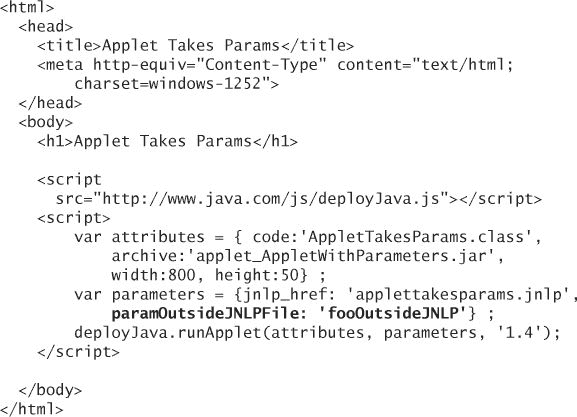 <html>
  <head>
    <title>Applet Takes Params</title>
    <meta http-equiv="Content-Type" content="text/html;
        charset=windows-1252">
  </head>
  <body>
    <h1>Applet Takes Params</h1>

    <script
      src="http://www.java.com/js/deployJava.js"></script>
    <script>
        var attributes = { code:'AppletTakesParams.class',
            archive:'applet_AppletWithParameters.jar',
            width:800, height:50} ;
        var parameters = {jnlp_href: 'applettakesparams.jnlp',
            paramOutsideJNLPFile: 'fooOutsideJNLP'} ;
        deployJava.runApplet(attributes, parameters, '1.4');
    </script>

  </body>
</html>